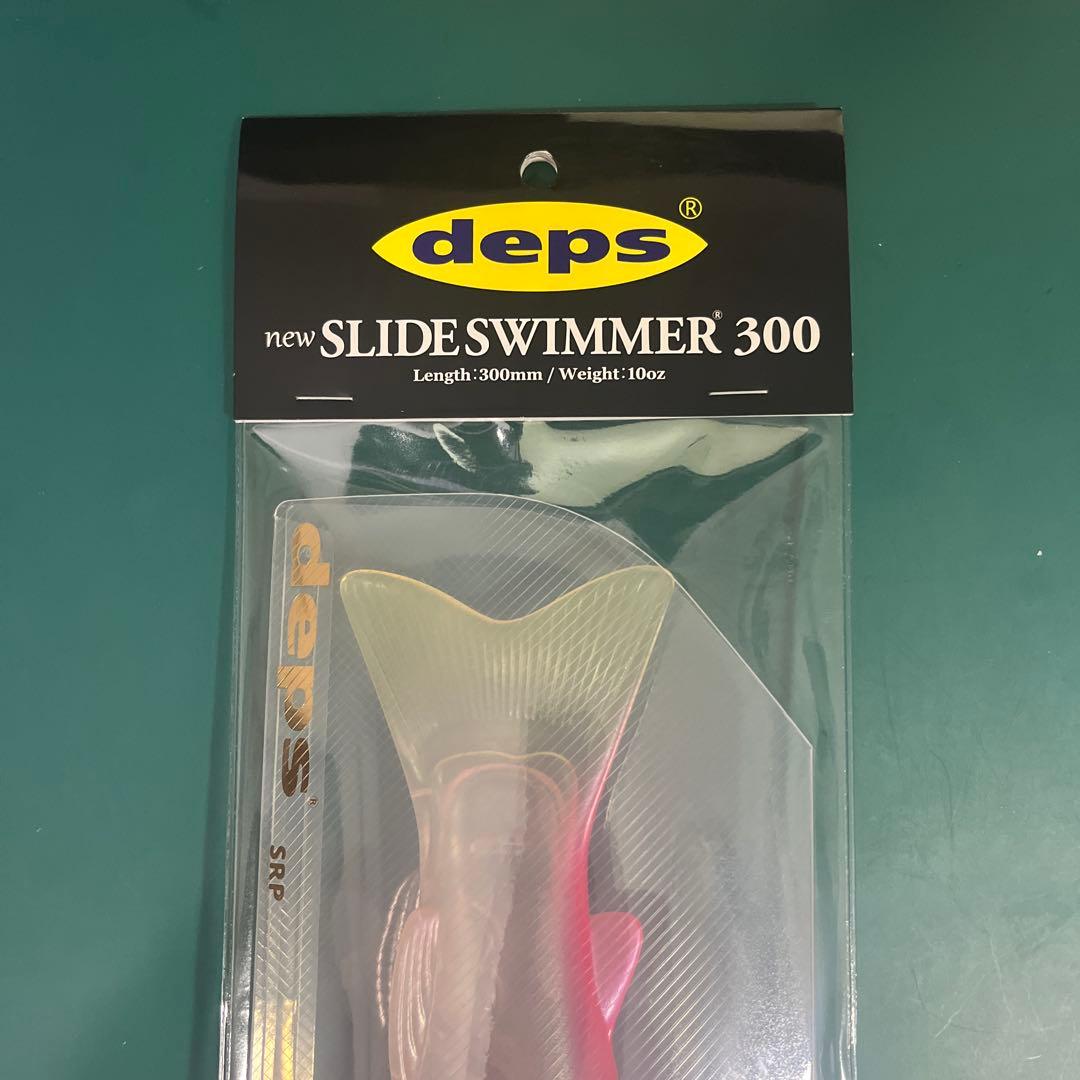 deps®
new SLIDESWIMMER® 300
Length:300mm / Weight:10oz
deps®
SRP